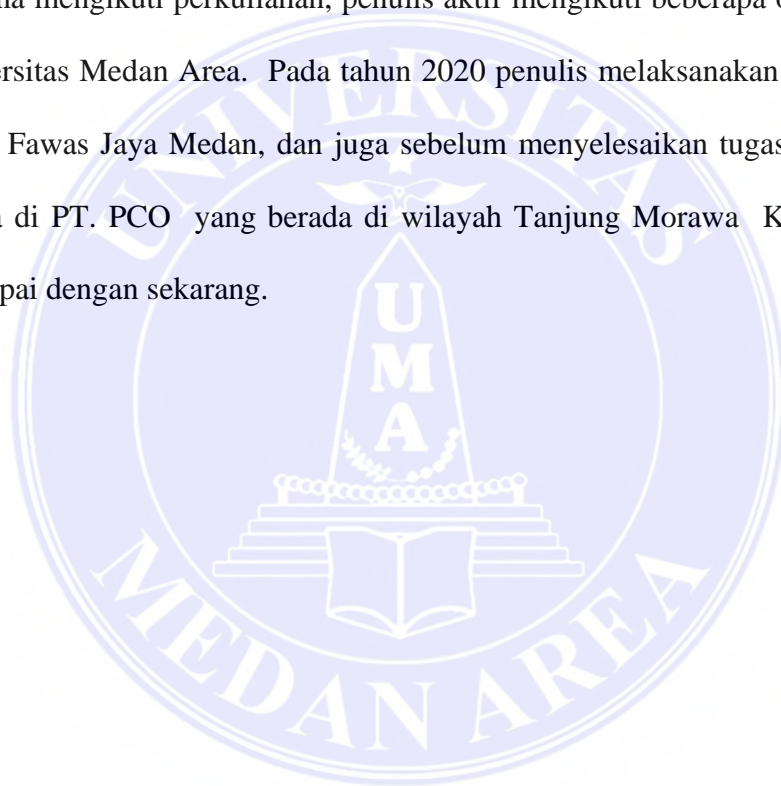 mengikuti perkuliahan, penulis aktif mengikuti beberapa
ersitas Medan Area. Pada tahun 2020 penulis melaksanakan
Fawas Jaya Medan, dan juga sebelum menyelesaikan tugas
di PT. PCO yang berada di wilayah Tanjung Morawa K
pai dengan sekarang.
UNIVERSITAS
U
M
A
MEDAN AREA